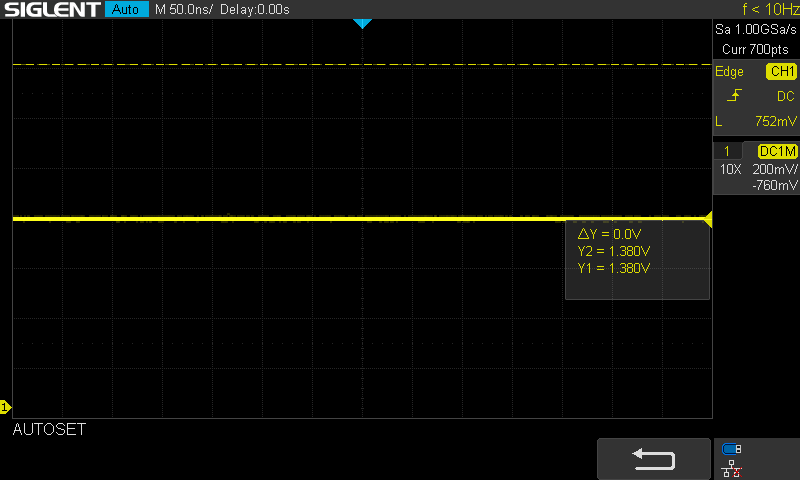 SIGLENT Auto M 50.0ns/ Delay:0.00s f < 10Hz
Sa 1.00GSa/s
Curr 700pts
Edge CH1
DC
L 752mV
1 DC1M
10X 200mV/
-760mV
△Y = 0.0V
Y2 = 1.380V
Y1 = 1.380V
1
AUTOSET